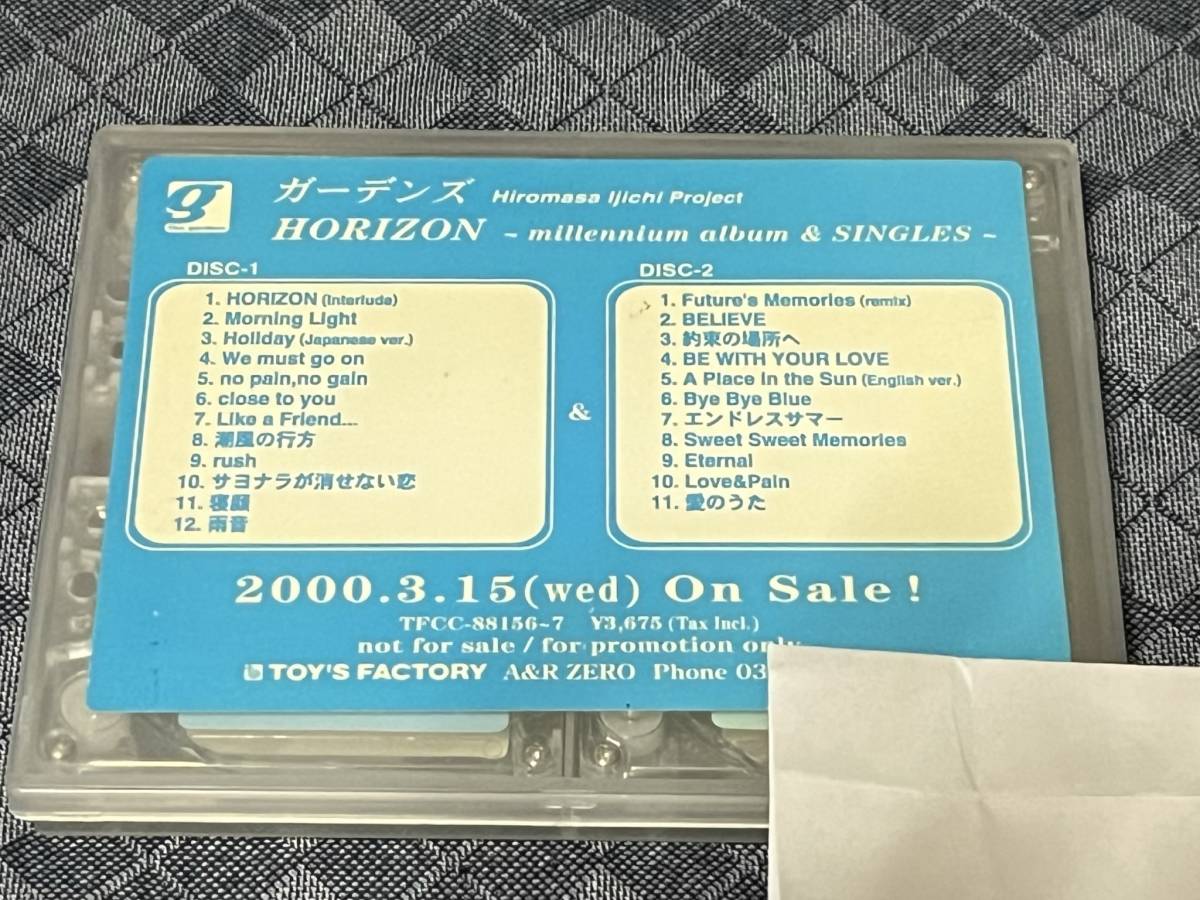 g
ガーデンズ Hiromasa Ijichi Project
HORIZON ~ millennium album & SINGLES ~
DISC-1
1. HORIZON (Interlude)
2. Morning Light
3. Holiday (Japanese ver.)
4. We must go on
5. no pain,no gain
6. close to you
7. Like a Friend...
8.潮風の行方
9. rush
10. サヨナラが消せない恋
11. 寝顔
12. 雨音
&
DISC-2
1. Future's Memories (remix)
2. BELIEVE
3. 約束の場所へ
4. BE WITH YOUR LOVE
5. A Place in the Sun (English ver.)
6. Bye Bye Blue
7. エンドレスサマー
8. Sweet Sweet Memories
9. Eternal
10. Love&Pain
11. 愛のうた
2000.3.15(wed) On Sale !
TFCC-88156~7 ¥3,675 (Tax Incl.)
not for sale / for promotion only
TOY'S FACTORY A&R ZERO Phone 03